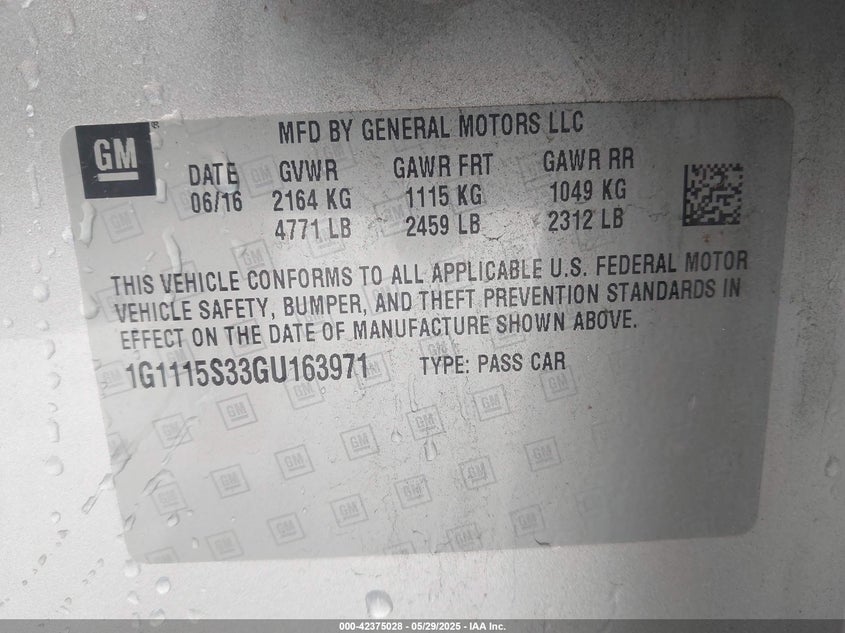 GM
MFD BY GENERAL MOTORS LLC
DATE GVWR GAWR FRT GAWR RR
06/16 2164 KG 1115 KG 1049 KG
4771 LB 2459 LB 2312 LB
THIS VEHICLE CONFORMS TO ALL APPLICABLE U.S. FEDERAL MOTOR
VEHICLE SAFETY, BUMPER, AND THEFT PREVENTION STANDARDS IN
EFFECT ON THE DATE OF MANUFACTURE SHOWN ABOVE.
1G1115S33GU163971 TYPE: PASS CAR
000-42375028 - 05/29/2025 - IAA Inc.